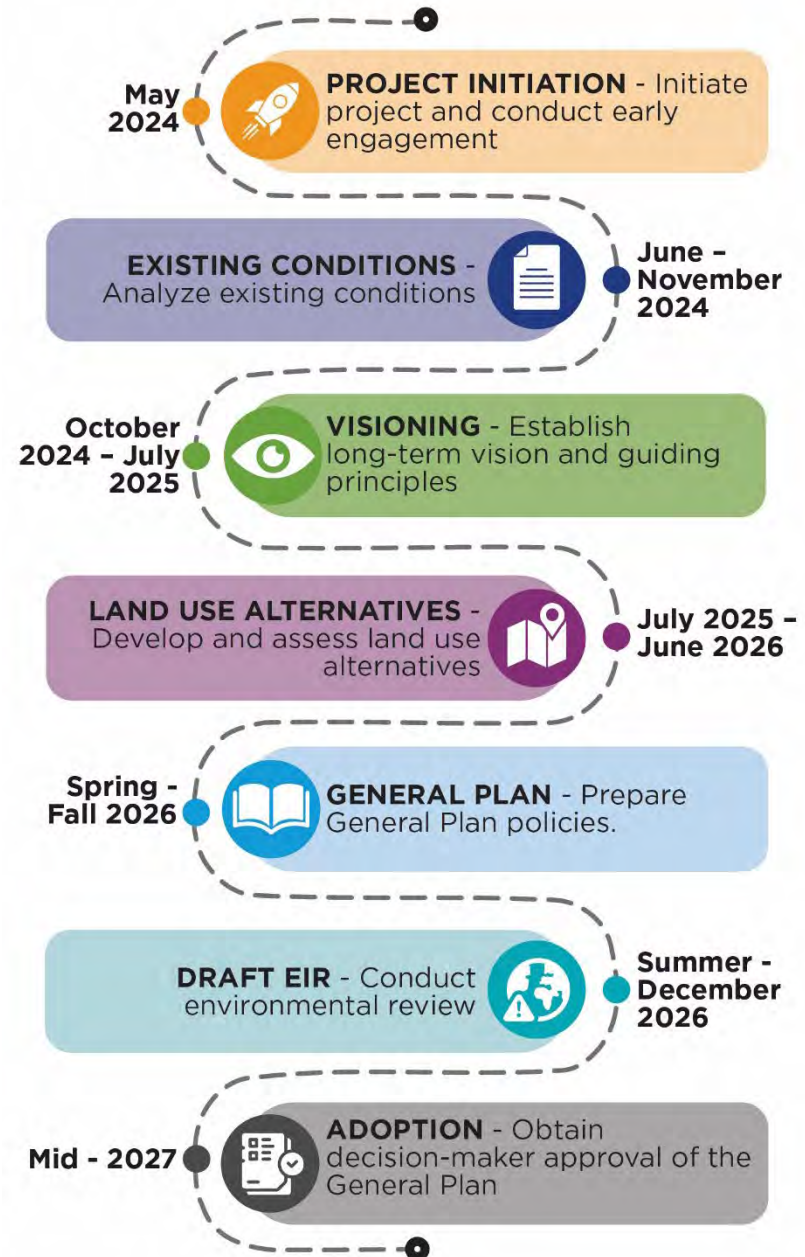 May
2024
PROJECT INITIATION - Initiate
project and conduct early
engagement
EXISTING CONDITIONS -
Analyze existing conditions
June –
November
2024
October
2024 – July
2025
VISIONING - Establish
long-term vision and guiding
principles
LAND USE ALTERNATIVES -
Develop and assess land use
alternatives
July 2025 –
June 2026
Spring -
Fall 2026
GENERAL PLAN - Prepare
General Plan policies.
DRAFT EIR - Conduct
environmental review
Summer -
December
2026
Mid - 2027
ADOPTION - Obtain
decision-maker approval of the
General Plan